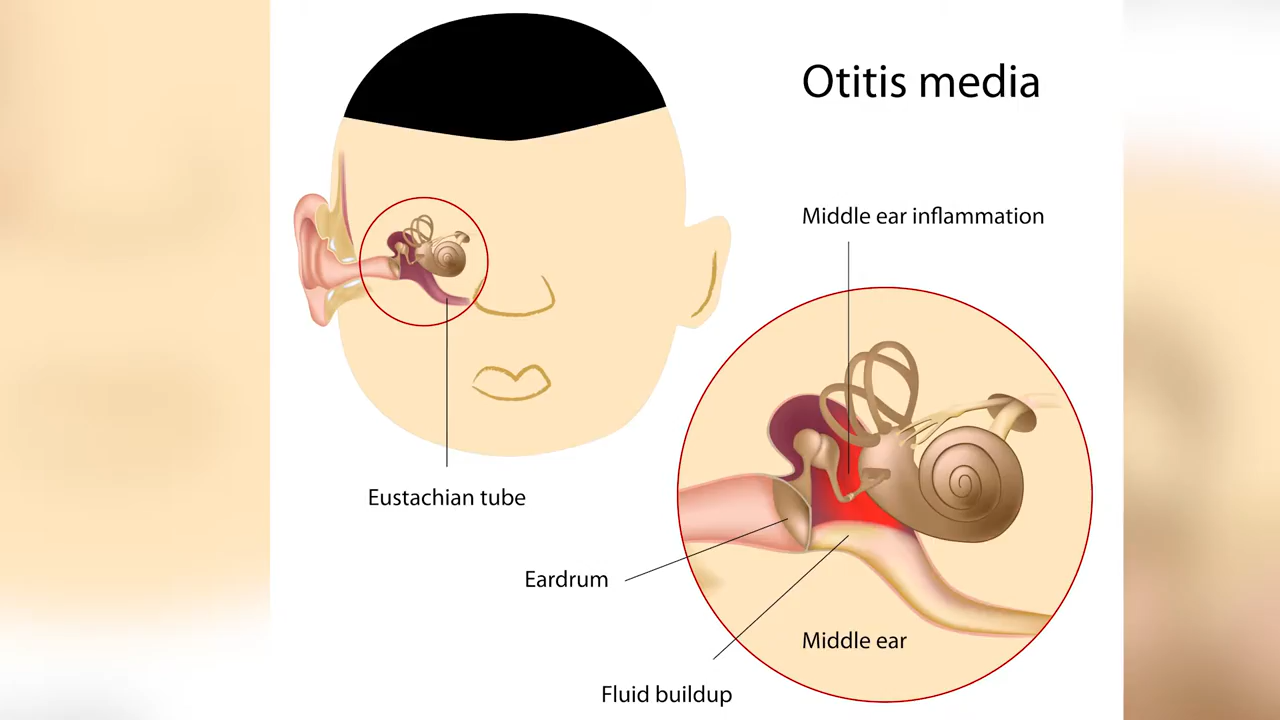 Otitis media
Middle ear inflammation
Eustachian tube
Eardrum
Middle ear
Fluid buildup